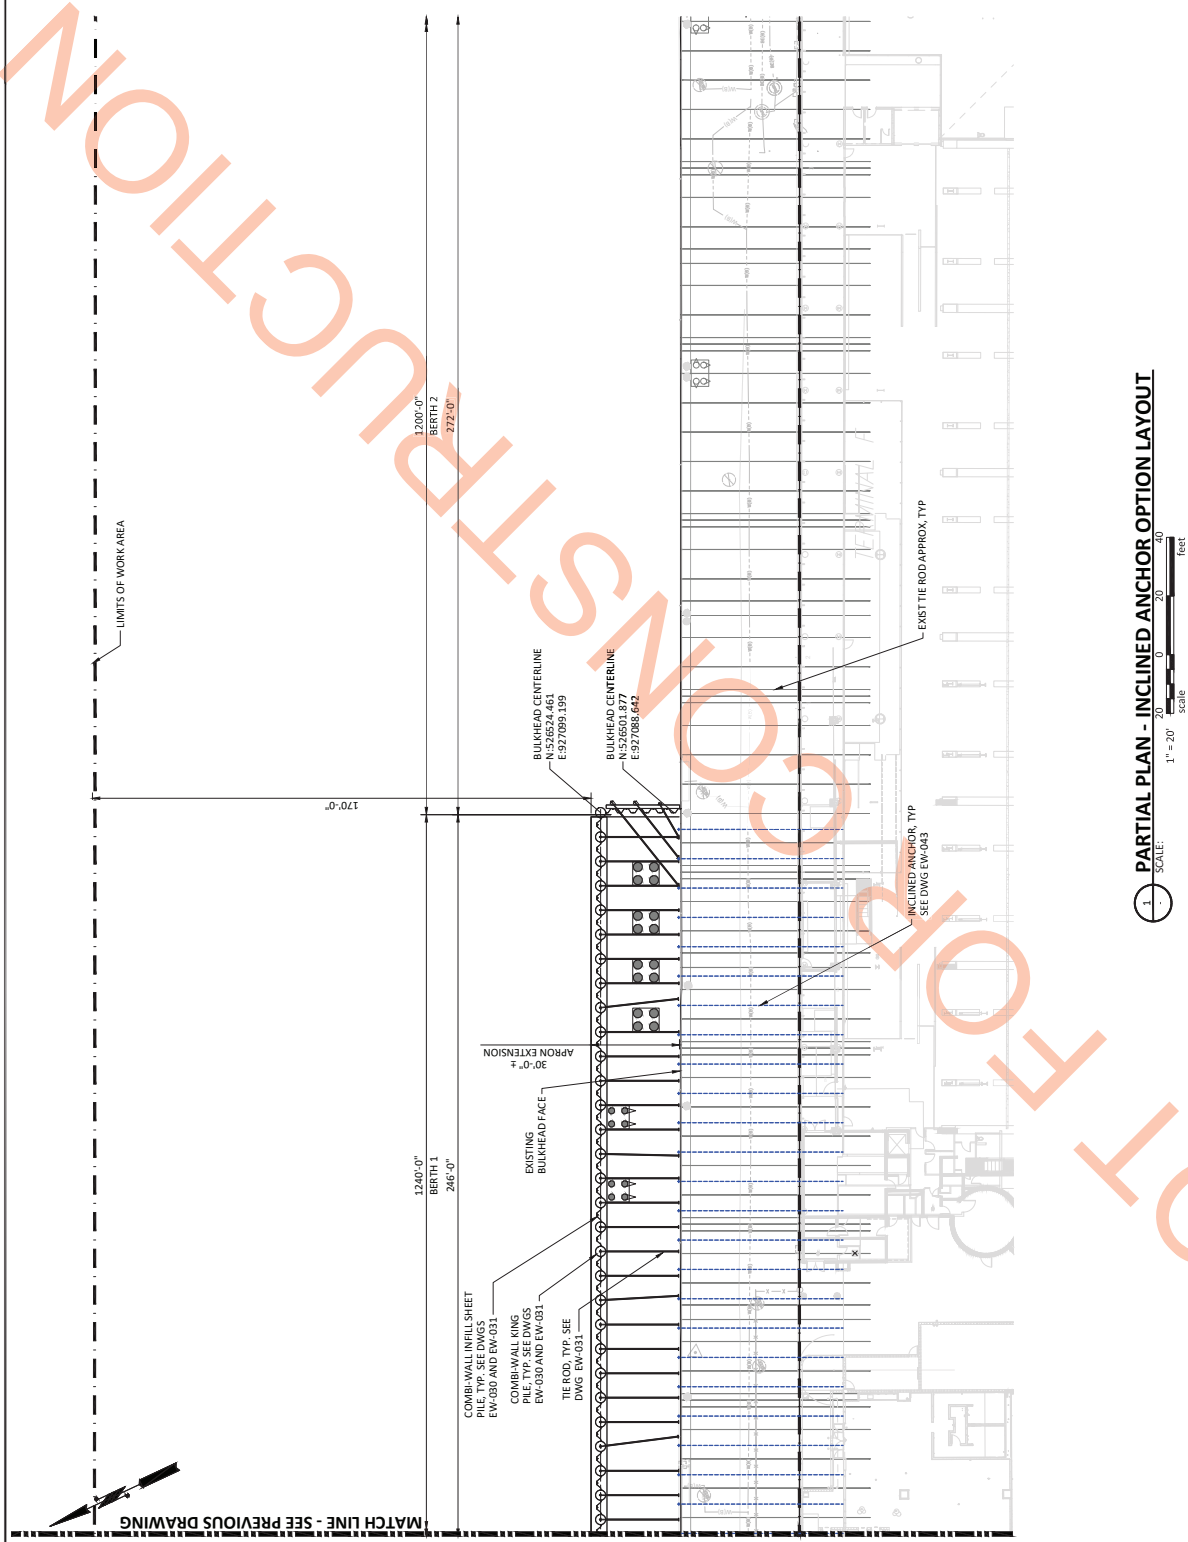 LIMITS OF WORK AREA
1200'-0"
BERTH 2
272'-0"
170'-0"
BULKHEAD CENTERLINE
N:526524.461
E:927099.199
BULKHEAD CENTERLINE
N:526501.877
E:927088.642
EXIST TIE ROD APPROX, TYP
INCLINED ANCHOR, TYP
SEE DWG EW-043
30'-0" ±
APRON EXTENSION
EXISTING
BULKHEAD FACE
1240'-0"
BERTH 1
246'-0"
COMBI-WALL INFILL SHEET
PILE, TYP. SEE DWGS
EW-030 AND EW-031
COMBI-WALL KING
PILE, TYP. SEE DWGS
EW-030 AND EW-031
TIE ROD, TYP. SEE
DWG EW-031
MATCH LINE - SEE PREVIOUS DRAWING
N
1
-
PARTIAL PLAN - INCLINED ANCHOR OPTION LAYOUT
SCALE:
1" = 20'
20 0 20 40
scale feet
OT FOR CONSTRUCTION